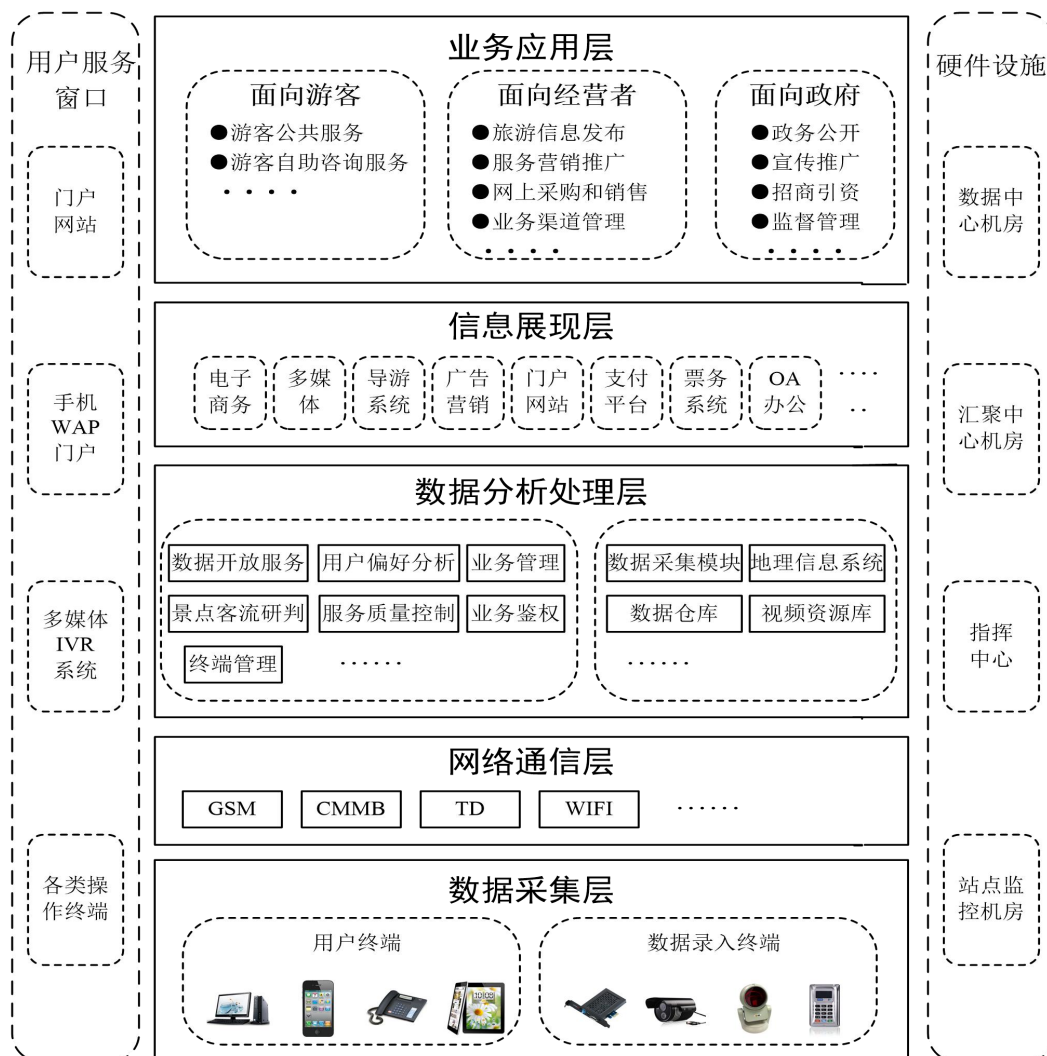 用户服务
窗口
门户
网站
手机
WAP
门户
多媒体
IVR
系统
各类操
作终端
业务应用层
面向游客
●游客公共服务
●游客自助咨询服务
····
面向经营者
●旅游信息发布
●服务营销推广
●网上采购和销售
●业务渠道管理
····
面向政府
●政务公开
●宣传推广
●招商引资
●监督管理
····
信息展现层
电子
商务
多媒
体
导游
系统
广告
营销
门户
网站
支付
平台
票务
系统
OA
办公
····
··
数据分析处理层
数据开放服务
用户偏好分析
业务管理
景点客流研判
服务质量控制
业务鉴权
终端管理
······
数据采集模块
地理信息系统
数据仓库
视频资源库
······
网络通信层
GSM
CMMB
TD
WIFI
······
数据采集层
用户终端
10:08
数据录入终端
硬件设施
数据中
心机房
汇聚中
心机房
指挥
中心
站点监
控机房